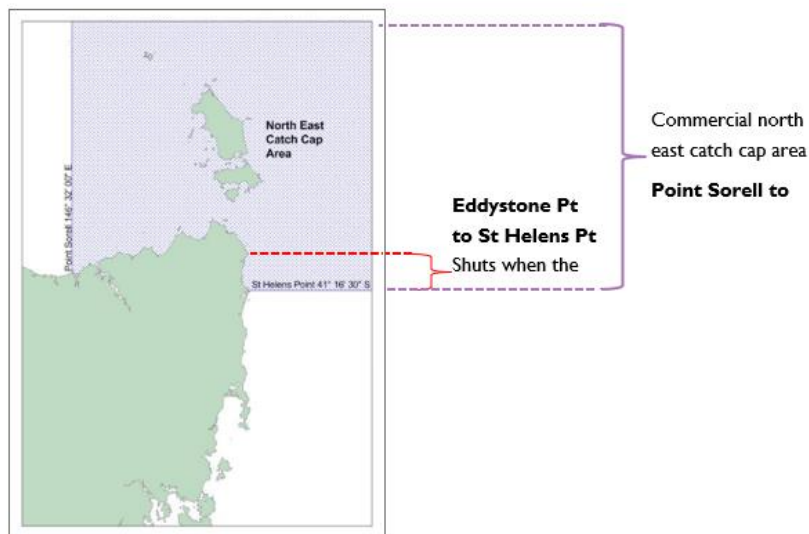 North East
Catch Cap
Area
Point Sorell 146° 32' 00" E
St Helens Point 41° 16' 30" S
Eddystone Pt
to St Helens Pt
Shuts when the
Commercial north
east catch cap area
Point Sorell to